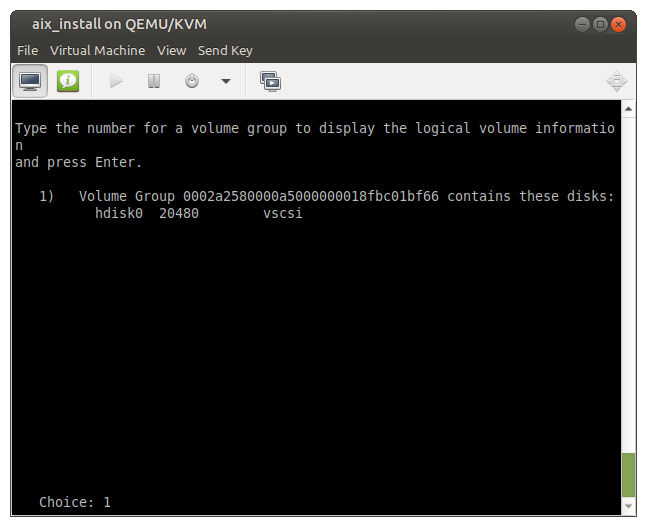 aix_install on QEMU/KVM
File Virtual Machine View Send Key
Type the number for a volume group to display the logical volume informatio
n
and press Enter.
1) Volume Group 0002a2580000a5000000018fbc01bf66 contains these disks:
hdisk0 20480 vscsi
Choice: 1